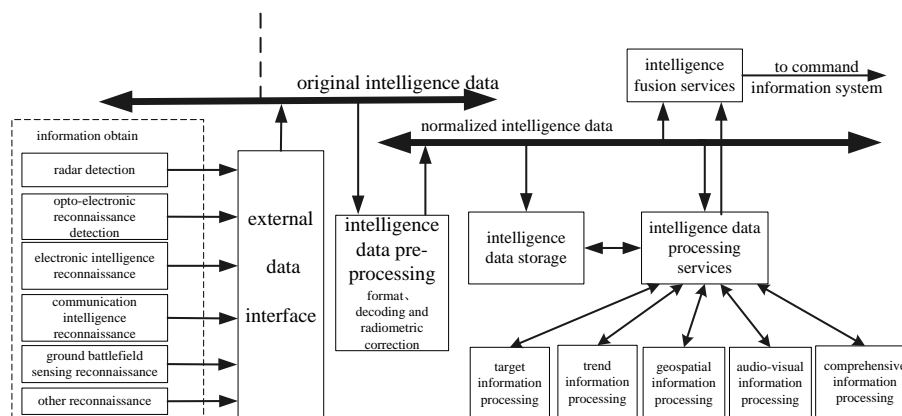 original intelligence data
intelligence
fusion services
to command
information system
normalized intelligence data
information obtain
radar detection
opto-electronic
reconnaissance
detection
electronic intelligence
reconnaissance
communication
intelligence
reconnaissance
ground battlefield
sensing reconnaissance
other reconnaissance
external
data
interface
intelligence
data pre-
processing
format、
decoding and
radiometric
correction
intelligence
data storage
intelligence data
processing
services
target
information
processing
trend
information
processing
geospatial
information
processing
audio-visual
information
processing
comprehensive
information
processing